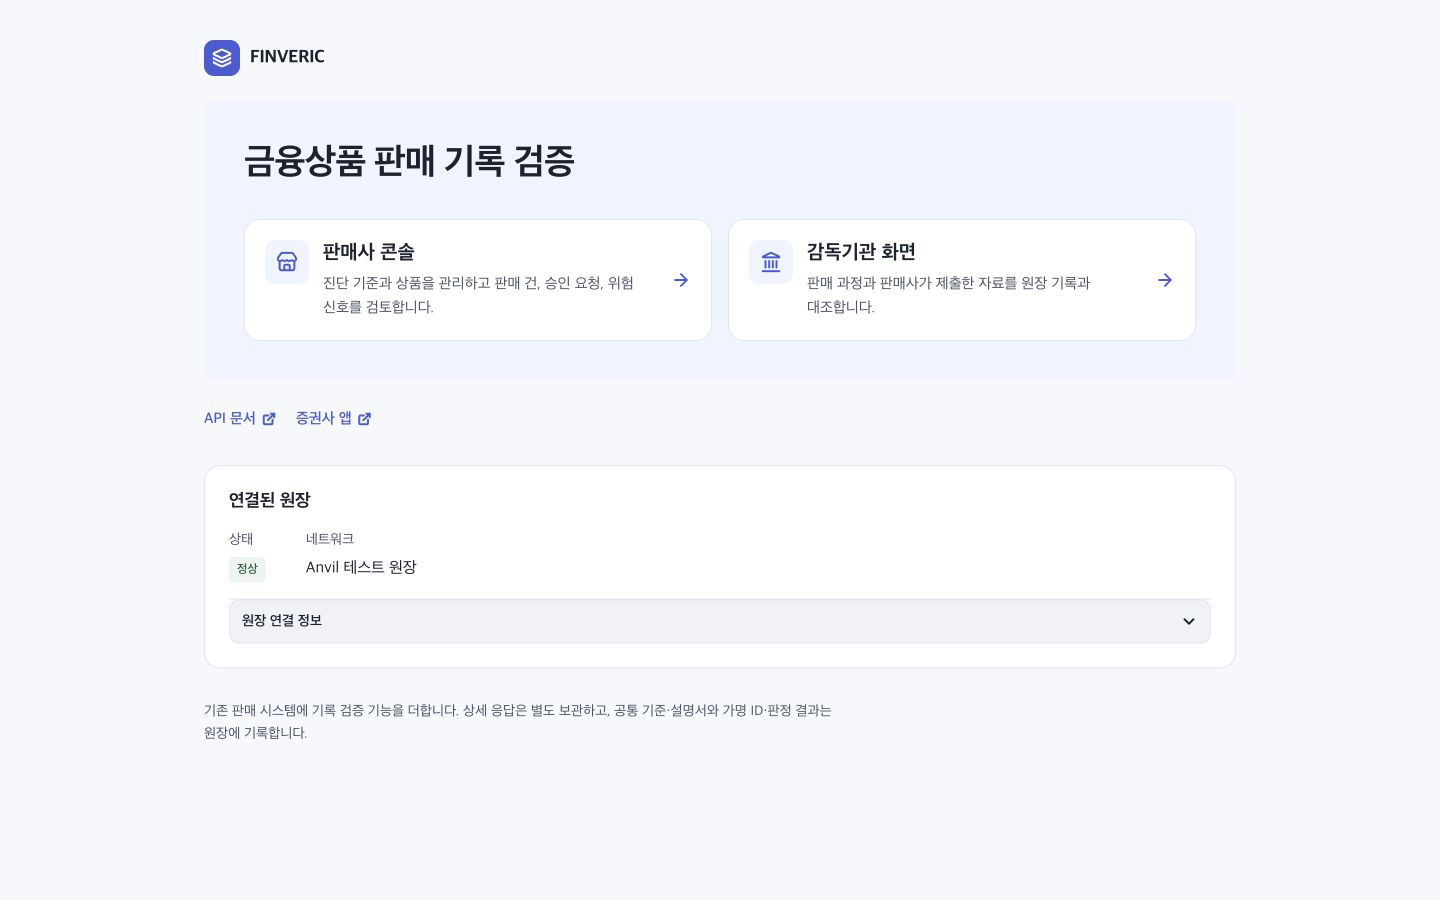 FINVERIC
금융상품 판매 기록 검증
판매사 콘솔
진단 기준과 상품을 관리하고 판매 건, 승인 요청, 위험
신호를 검토합니다.
감독기관 화면
판매 과정과 판매사가 제출한 자료를 원장 기록과
대조합니다.
API 문서
증권사 앱
연결된 원장
상태
네트워크
정상
Anvil 테스트 원장
원장 연결 정보
기존 판매 시스템에 기록 검증 기능을 더합니다. 상세 응답은 별도 보관하고, 공통 기준·설명서와 가명 ID·판정 결과는
원장에 기록합니다.